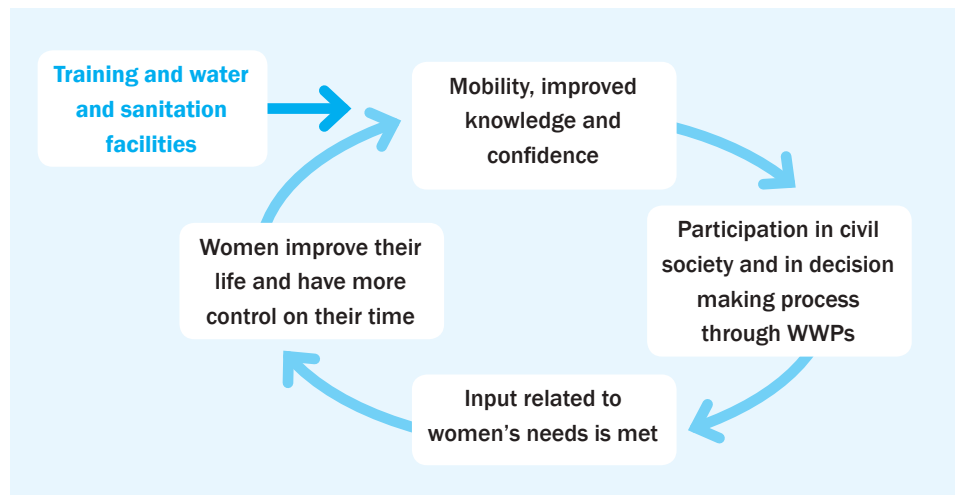 Training and water
and sanitation
facilities
Mobility, improved
knowledge and
confidence
Participation in civil
society and in decision
making process
through WWPs
Input related to
women’s needs is met
Women improve their
life and have more
control on their time